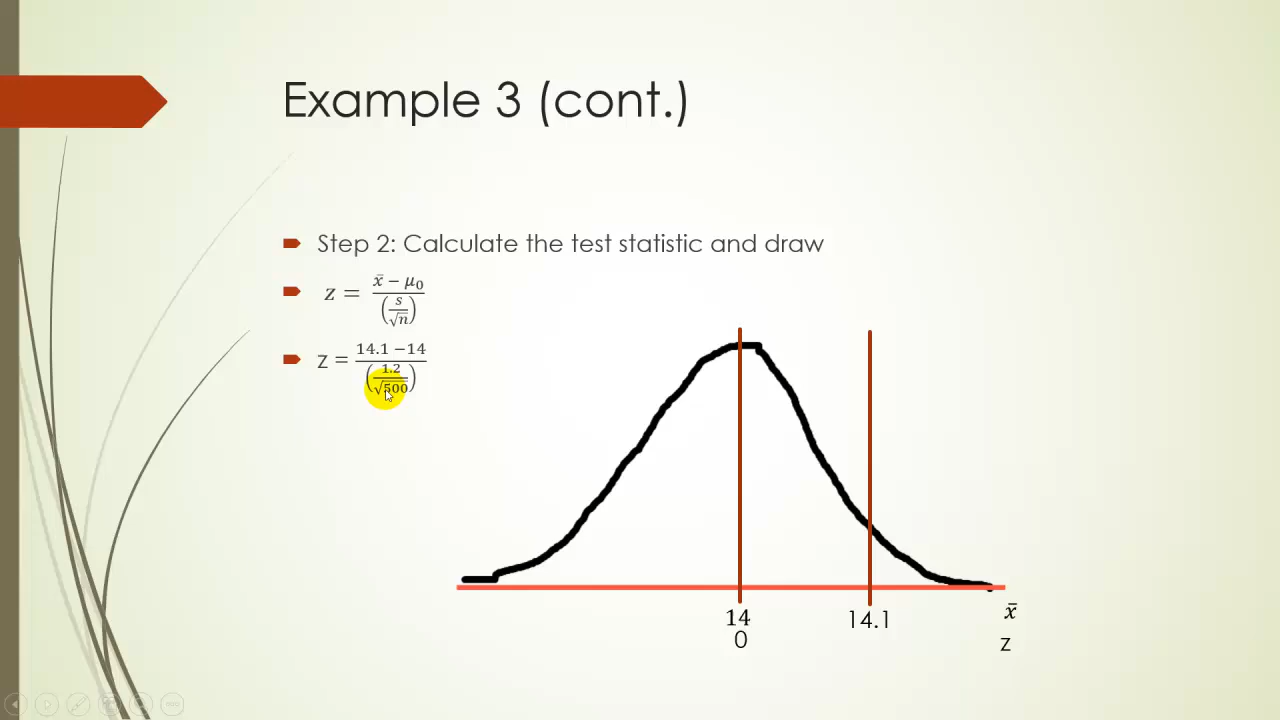 Example 3 (cont.)
Step 2: Calculate the test statistic and draw
z = (x̄ − μ₀) / (s/√n)
z = (14.1 −14) / (1.2/√500)
14 14.1 x̄
0 z